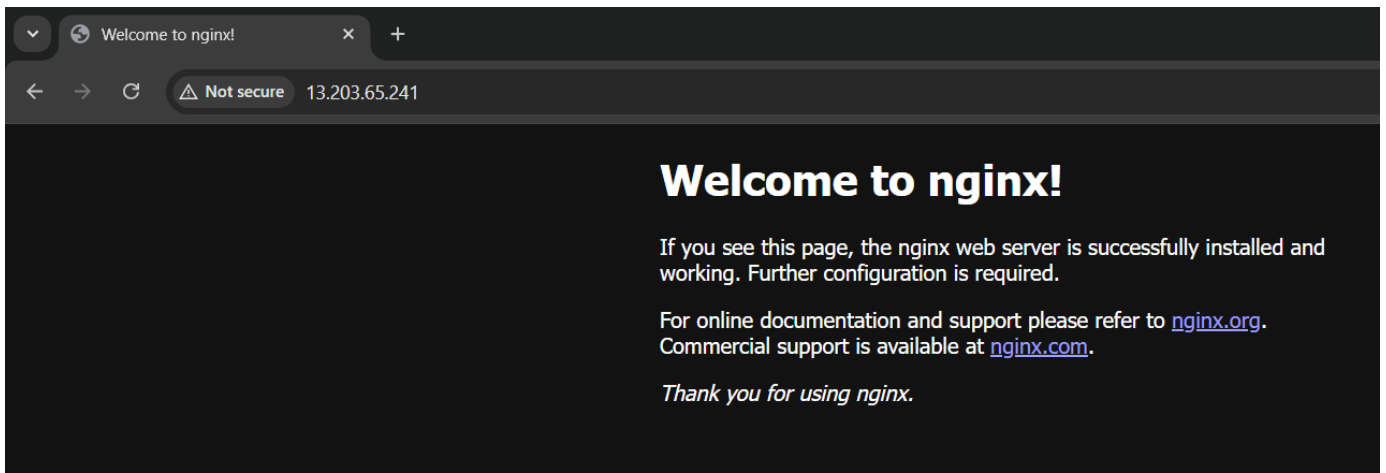 Welcome to nginx!
Not secure 13.203.65.241
Welcome to nginx!
If you see this page, the nginx web server is successfully installed and
working. Further configuration is required.
For online documentation and support please refer to nginx.org.
Commercial support is available at nginx.com.
Thank you for using nginx.